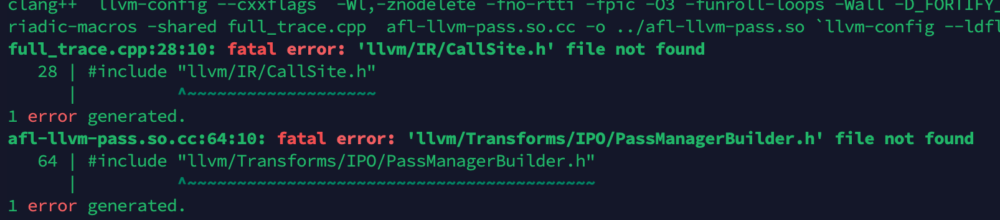 clang++ `llvm-config --cxxflags` -Wl,-znodelete -fno-rtti -fpic -O3 -funroll-loops -Wall -D_FORTIFY_
riadic-macros -shared full_trace.cpp  afl-llvm-pass.so.cc -o ../afl-llvm-pass.so `llvm-config --ldfl
full_trace.cpp:28:10: fatal error: 'llvm/IR/CallSite.h' file not found
   28 | #include "llvm/IR/CallSite.h"
      |          ^~~~~~~~~~~~~~~~~~~~
1 error generated.
afl-llvm-pass.so.cc:64:10: fatal error: 'llvm/Transforms/IPO/PassManagerBuilder.h' file not found
   64 | #include "llvm/Transforms/IPO/PassManagerBuilder.h"
      |          ^~~~~~~~~~~~~~~~~~~~~~~~~~~~~~~~~~~~~~~~~~
1 error generated.